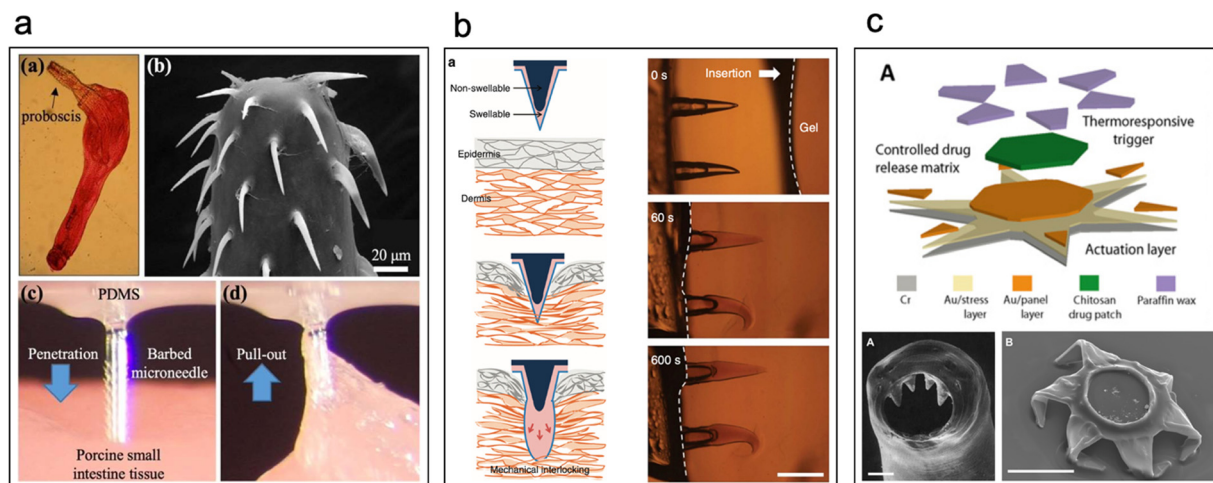 a
(a)
proboscis
(b)
20 μm
(c)
PDMS
(d)
Penetration
Barbed
microneedle
Pull-out
Porcine small
intestine tissue
b
a
Non-swellable
Swellable
Epidermis
Dermis
Mechanical interlocking
0 s
Insertion
Gel
60 s
600 s
c
A
Thermoresponsive
trigger
Controlled drug
release matrix
Actuation layer
Cr
Au/stress
layer
Au/panel
layer
Chitosan
drug patch
Paraffin wax
A
B